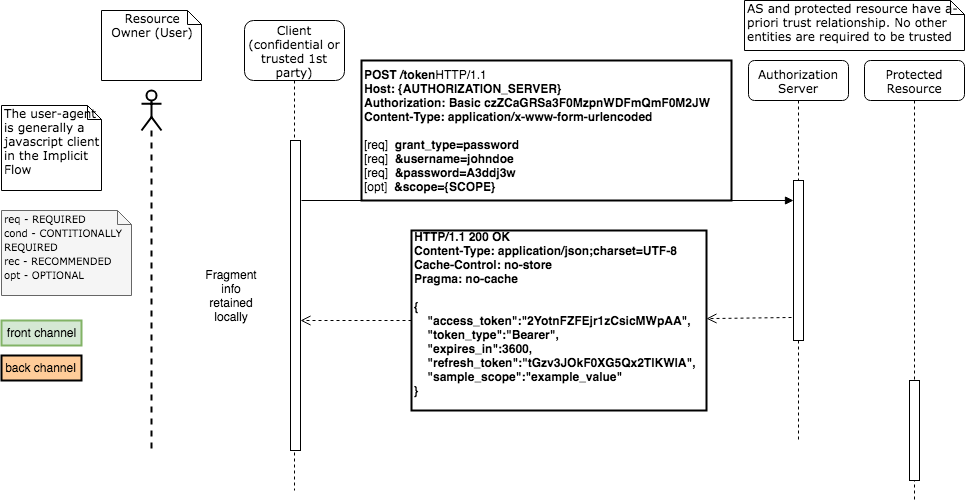 Resource
Owner (User)
Client
(confidential or
trusted 1st
party)
AS and protected resource have a-
priori trust relationship. No other
entities are required to be trusted
Authorization
Server
Protected
Resource
POST /tokenHTTP/1.1
Host: {AUTHORIZATION_SERVER}
Authorization: Basic czZCaGRSa3F0MzpnWDFmQmF0M2JW
Content-Type: application/x-www-form-urlencoded
[req] grant_type=password
[req] &username=johndoe
[req] &password=A3ddj3w
[opt] &scope={SCOPE}
The user-agent
is generally a
javascript client
in the Implicit
Flow
req - REQUIRED
cond - CONTITIONALLY
REQUIRED
rec - RECOMMENDED
opt - OPTIONAL
front channel
back channel
Fragment
info
retained
locally
HTTP/1.1 200 OK
Content-Type: application/json;charset=UTF-8
Cache-Control: no-store
Pragma: no-cache
{
"access_token":"2YotnFZFEjr1zCsicMWpAA",
"token_type":"Bearer",
"expires_in":3600,
"refresh_token":"tGzv3JOkF0XG5Qx2TlKWIA",
"sample_scope":"example_value"
}